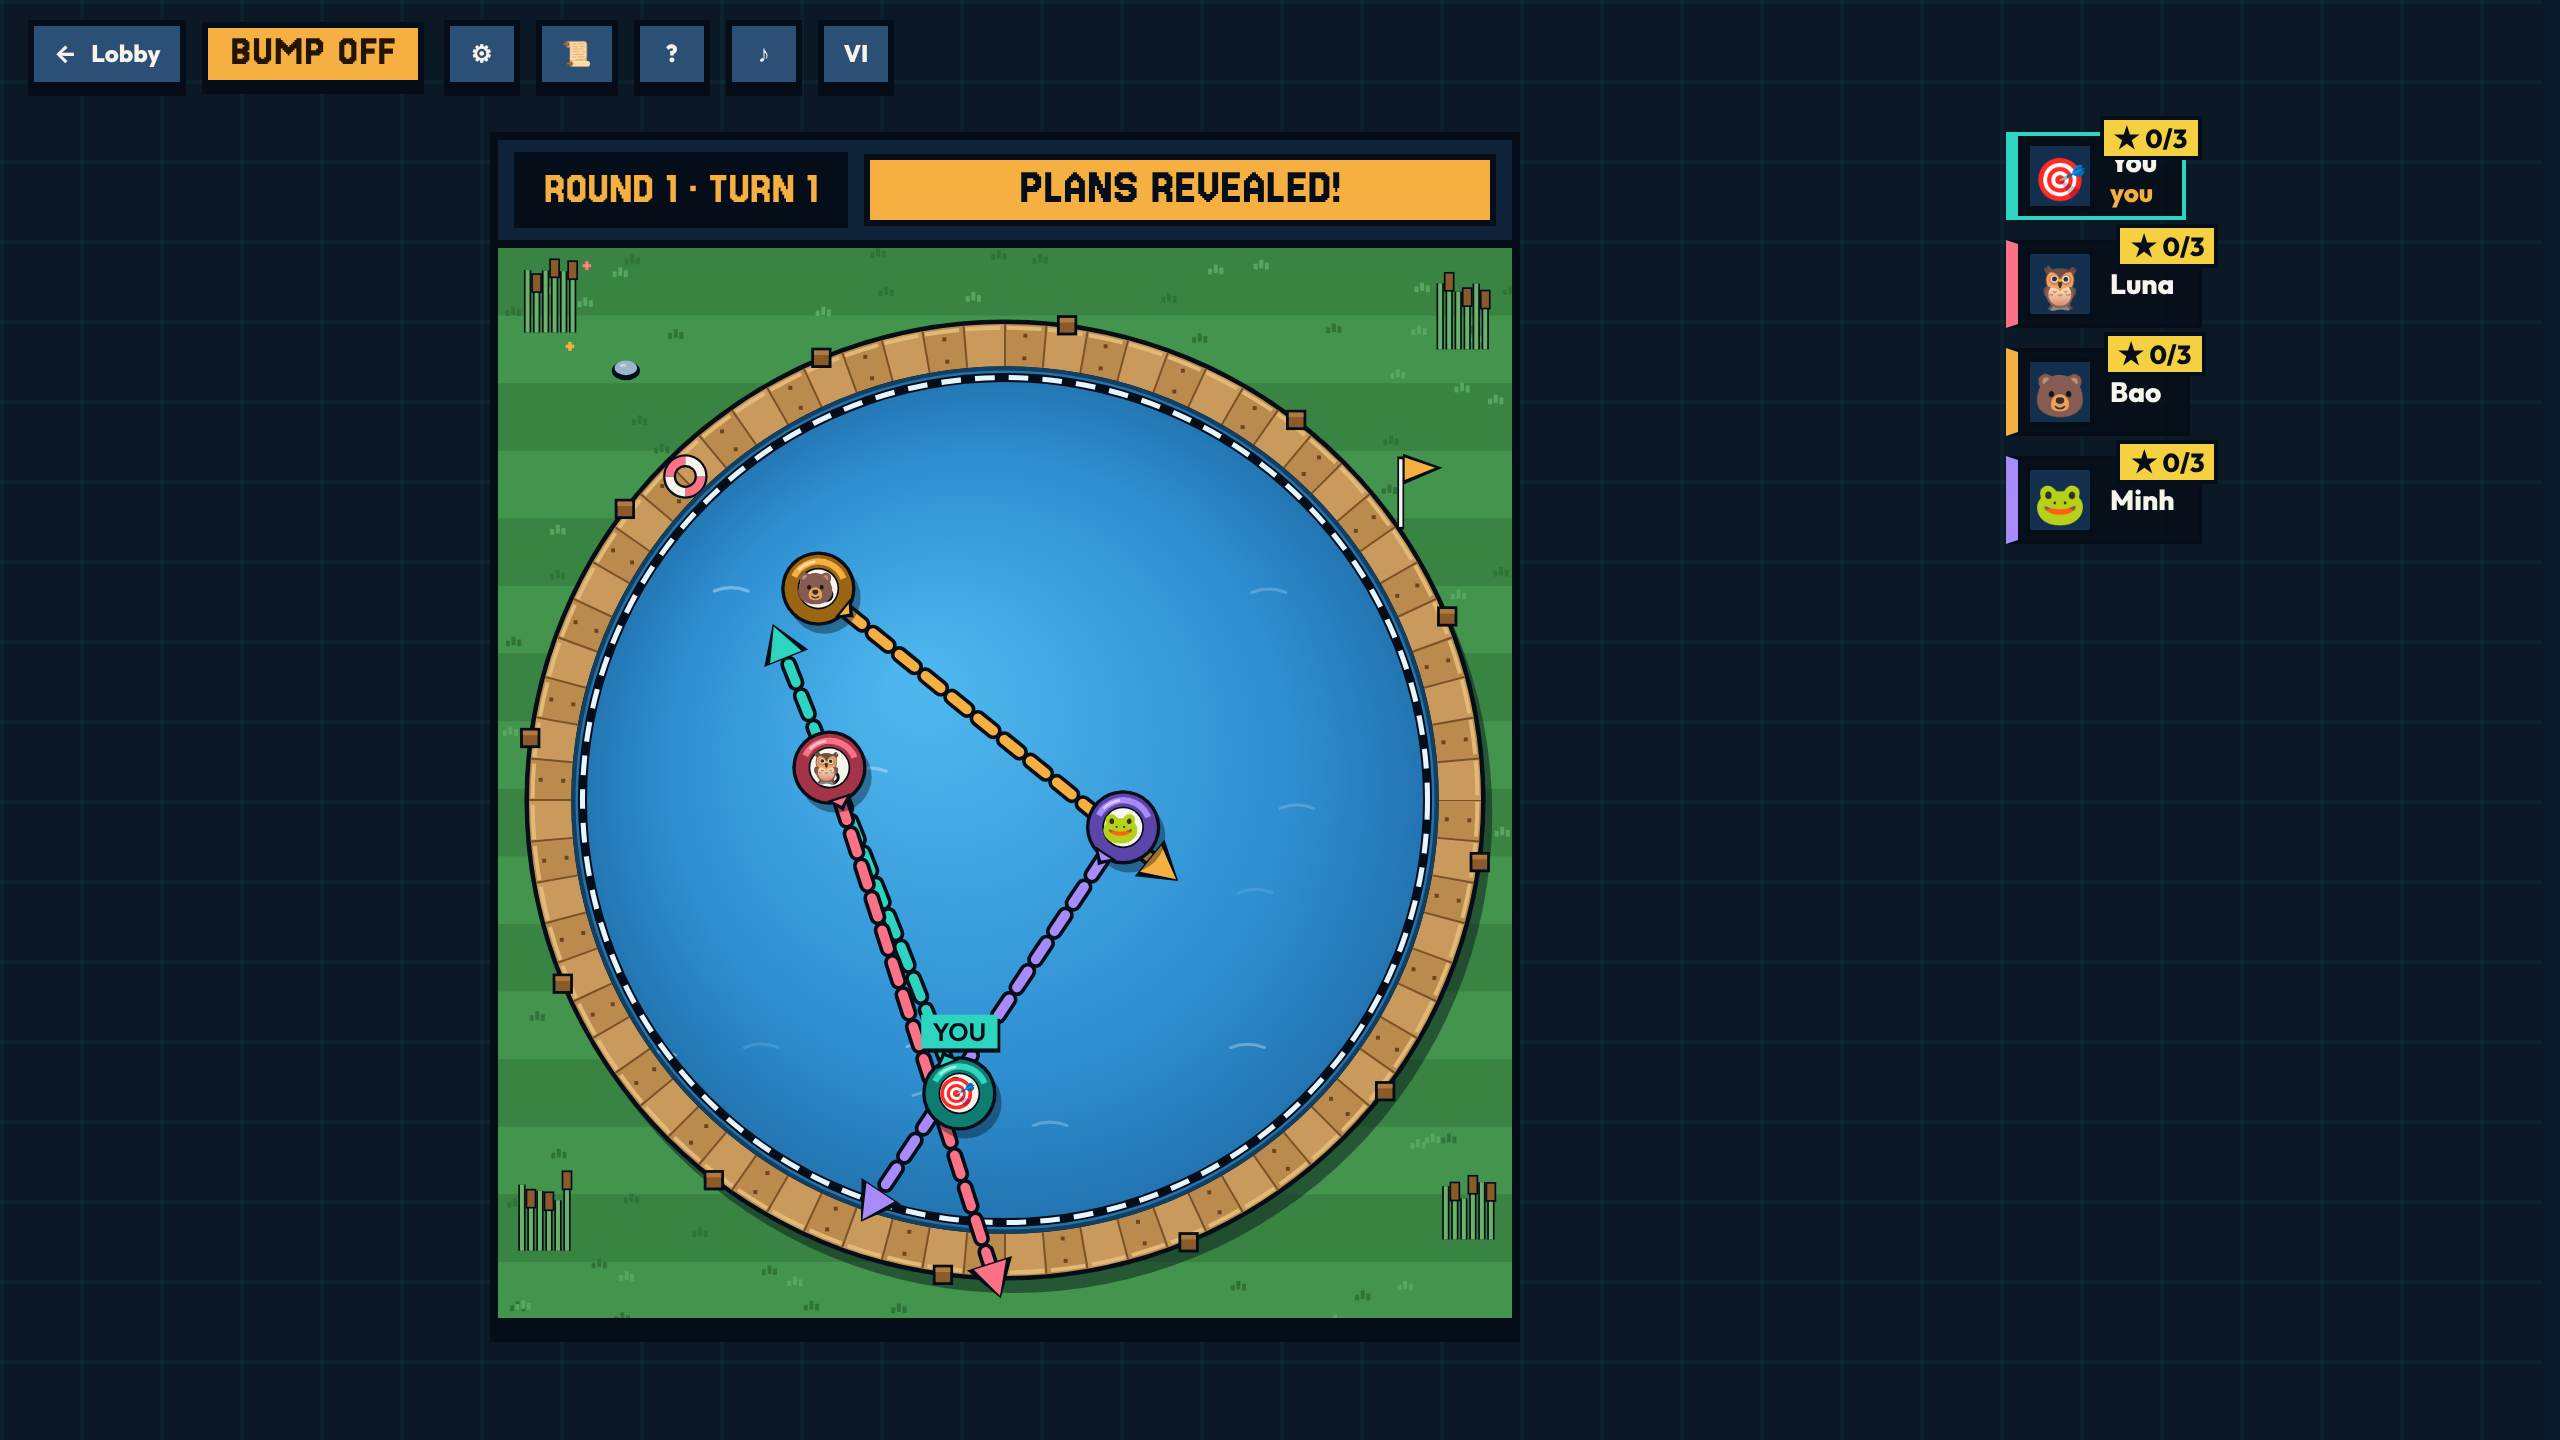 ← Lobby
BUMP OFF
?
♪
VI
ROUND 1 · TURN 1
PLANS REVEALED!
★ 0/3
You
you
★ 0/3
Luna
★ 0/3
Bao
★ 0/3
Minh
YOU